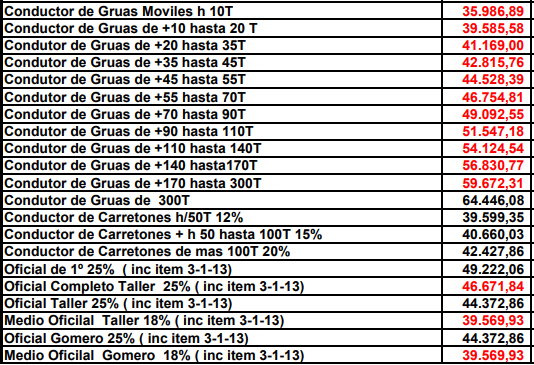 Conductor de Gruas Moviles h 10T 35.986,89
Conductor de Gruas de +10 hasta 20 T 39.585,58
Condutor de Gruas de +20 hasta 35T 41.169,00
Condutor de Gruas de +35 hasta 45T 42.815,76
Condutor de Gruas de +45 hasta 55T 44.528,39
Condutor de Gruas de +55 hasta 70T 46.754,81
Condutor de Gruas de +70 hasta 90T 49.092,55
Condutor de Gruas de +90 hasta 110T 51.547,18
Condutor de Gruas de +110 hasta 140T 54.124,54
Condutor de Gruas de +140 hasta170T 56.830,77
Condutor de Gruas de +170 hasta 300T 59.672,31
Condutor de Gruas de 300T 64.446,08
Conductor de Carretones h/50T 12% 39.599,35
Conductor de Carretones + h 50 hasta 100T 15% 40.660,03
Conductor de Carretones de mas 100T 20% 42.427,86
Oficial de 1º 25% ( inc item 3-1-13) 49.222,06
Oficial Completo Taller 25% ( inc item 3-1-13) 46.671,84
Oficial Taller 25% ( inc item 3-1-13) 44.372,86
Medio Oficilal Taller 18% ( inc item 3-1-13) 39.569,93
Oficial Gomero 25% ( inc item 3-1-13) 44.372,86
Medio Oficilal Gomero 18% ( inc item 3-1-13) 39.569,93